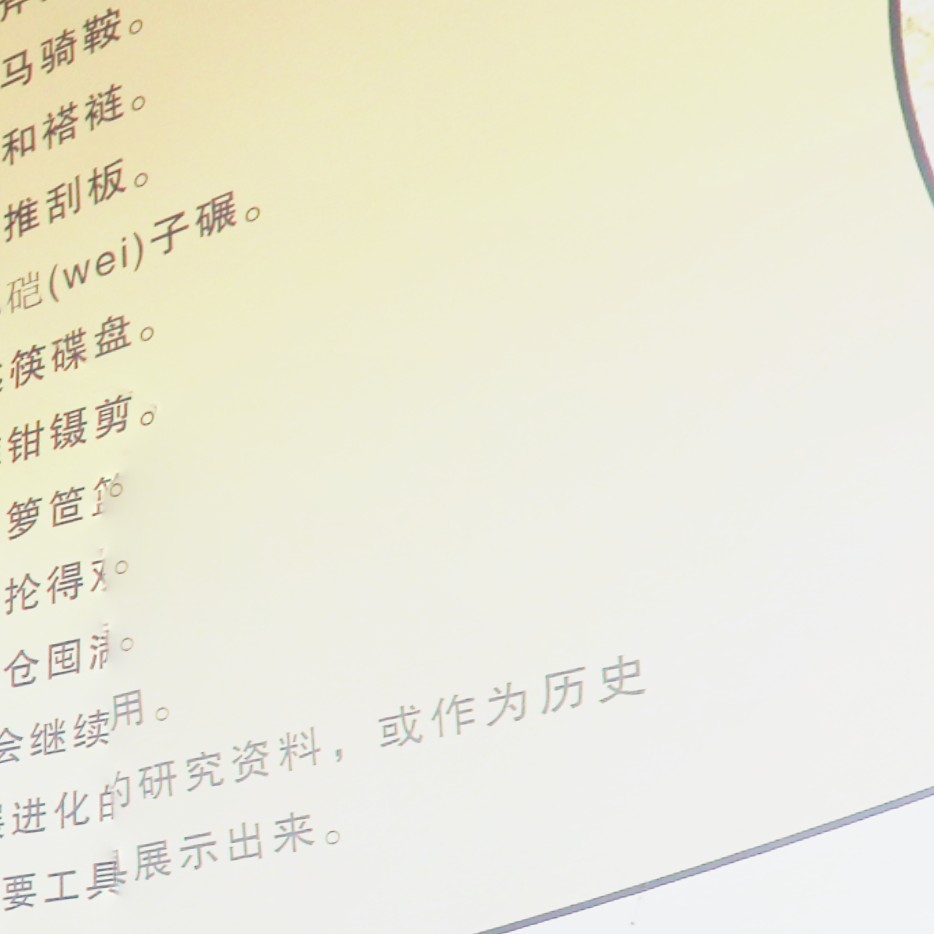 马骑鞍。
和褡裢。
推刮板。
硙(wei)子碾。
筷碟盘。
钳镊剪。
箩笸
抡得
仓囤满。
会继续用。
展进化的研究资料，或作为历史
要工具展示出来。